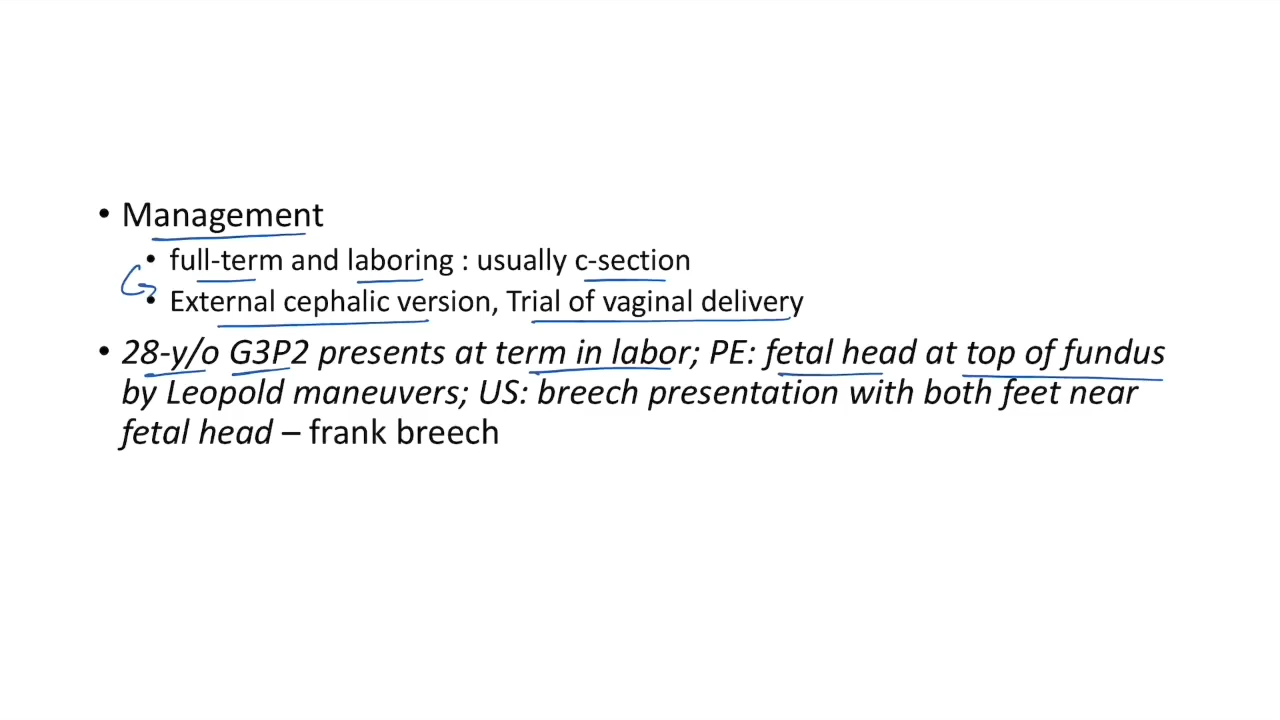 • Management
• full-term and laboring : usually c-section
• External cephalic version, Trial of vaginal delivery
• 28-y/o G3P2 presents at term in labor; PE: fetal head at top of fundus
by Leopold maneuvers; US: breech presentation with both feet near
fetal head – frank breech